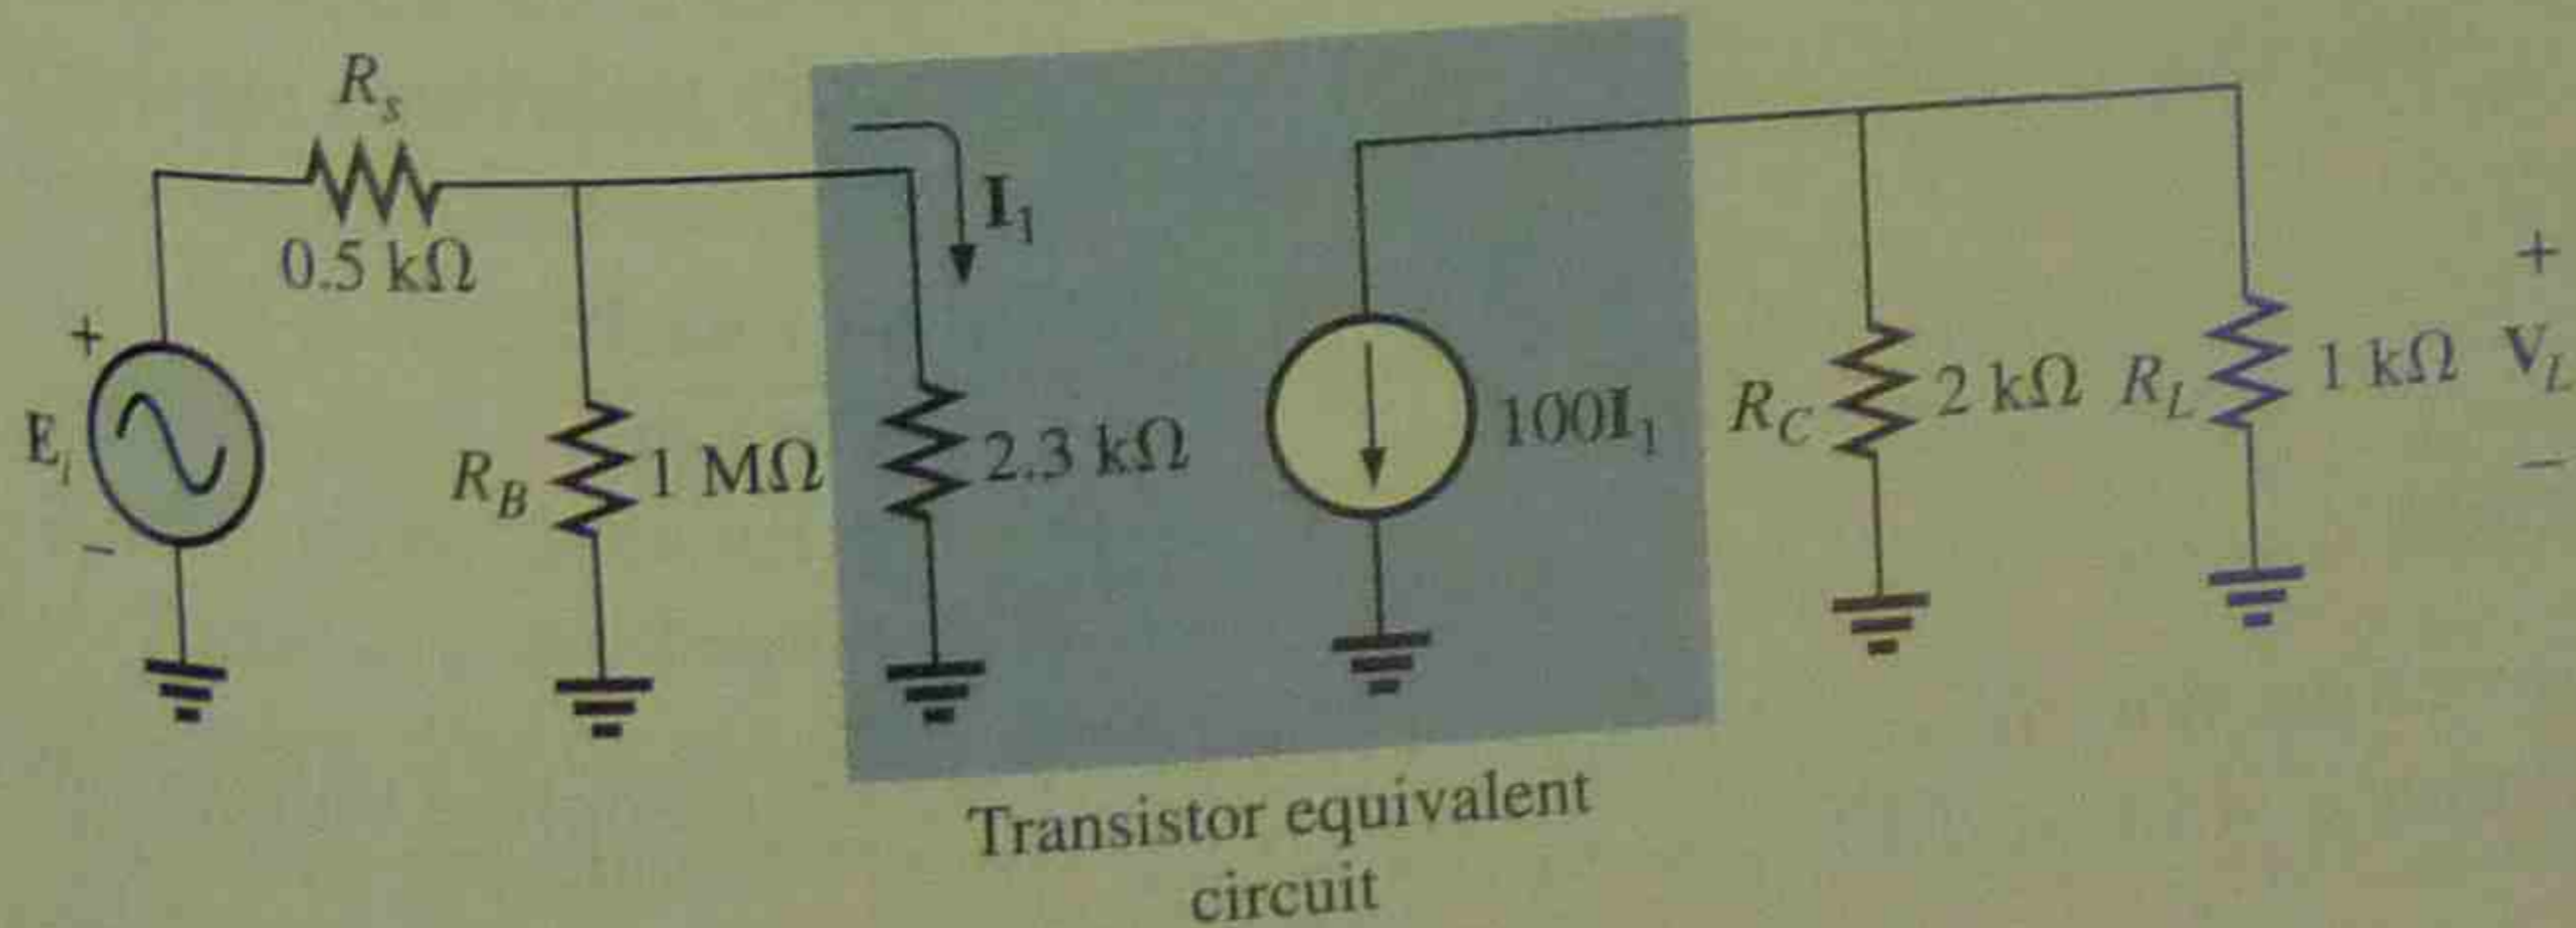 R_s
0.5 kΩ
I_1
+
E_i
−
R_B
1 MΩ
2.3 kΩ
100I_1
R_C
2 kΩ
R_L
1 kΩ
+
V_L
−
Transistor equivalent
circuit